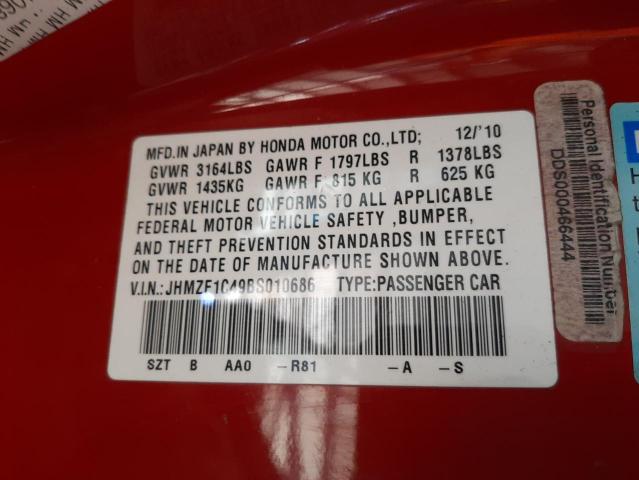 MFD.IN JAPAN BY HONDA MOTOR CO.,LTD; 12/'10
GVWR 3164LBS GAWR F 1797LBS R 1378LBS
GVWR 1435KG GAWR F 815 KG R 625 KG
THIS VEHICLE CONFORMS TO ALL APPLICABLE
FEDERAL MOTOR VEHICLE SAFETY ,BUMPER,
AND THEFT PREVENTION STANDARDS IN EFFECT
ON THE DATE OF MANUFACTURE SHOWN ABOVE.
V.I.N.:JHMZF1C49BS010686 TYPE:PASSENGER CAR
SZT B AA0 -R81 -A -S
Personal Identification Number
DDS000466444